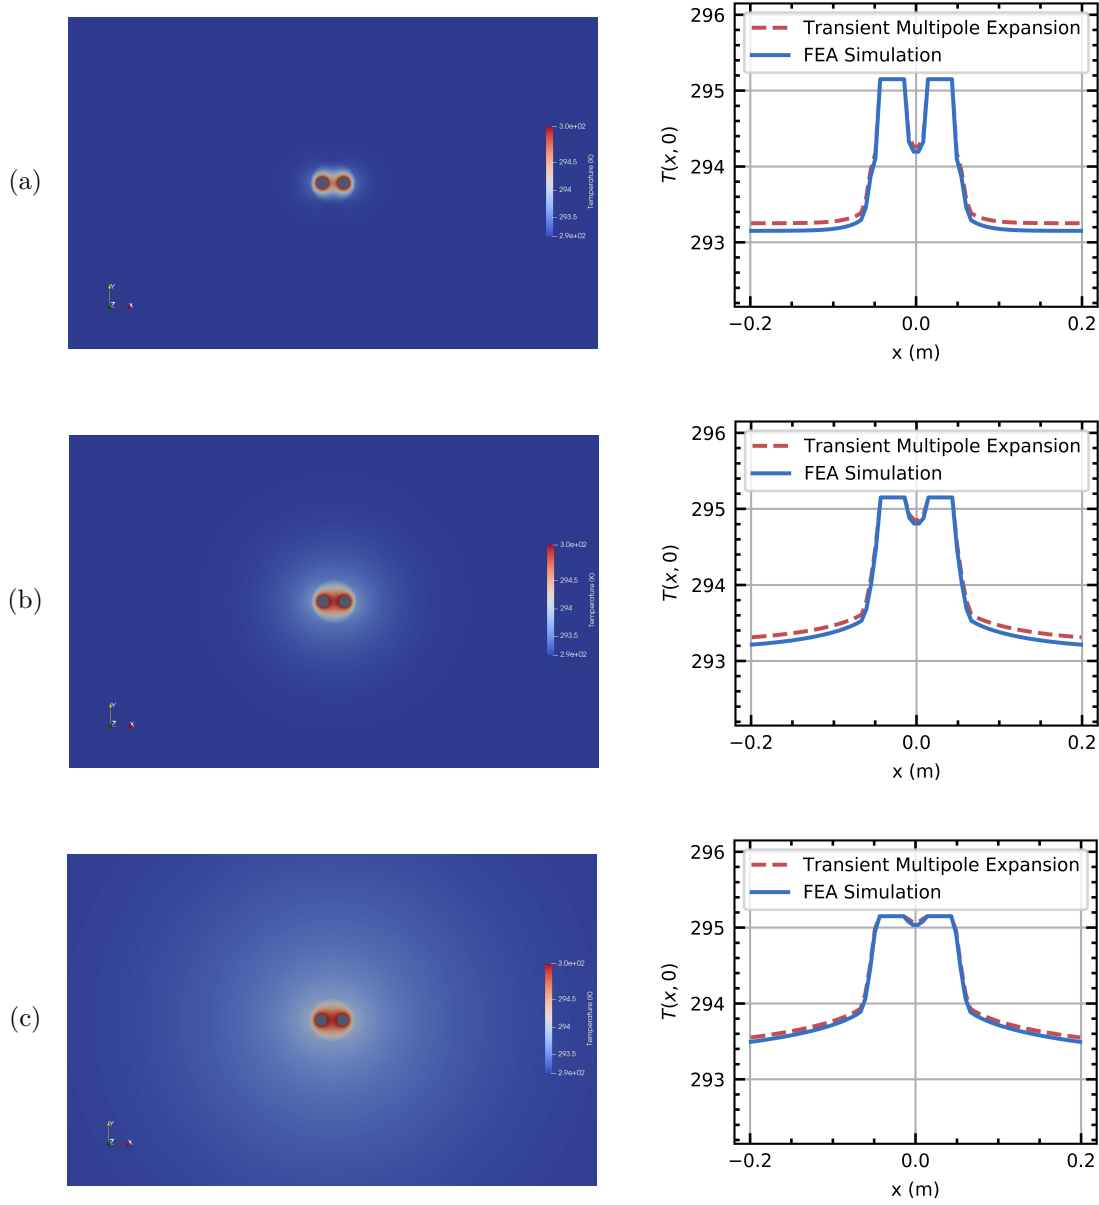 (a)
3.0e+02
294.5
294
293.5
2.9e+02
Temperature (K)
Y
Z
X
296
295
294
293
T(x, 0)
Transient Multipole Expansion
FEA Simulation
−0.2
0.0
0.2
x (m)
(b)
3.0e+02
294.5
294
293.5
2.9e+02
Temperature (K)
Y
Z
X
296
295
294
293
T(x, 0)
Transient Multipole Expansion
FEA Simulation
−0.2
0.0
0.2
x (m)
(c)
3.0e+02
294.5
294
293.5
2.9e+02
Temperature (K)
Y
Z
X
296
295
294
293
T(x, 0)
Transient Multipole Expansion
FEA Simulation
−0.2
0.0
0.2
x (m)